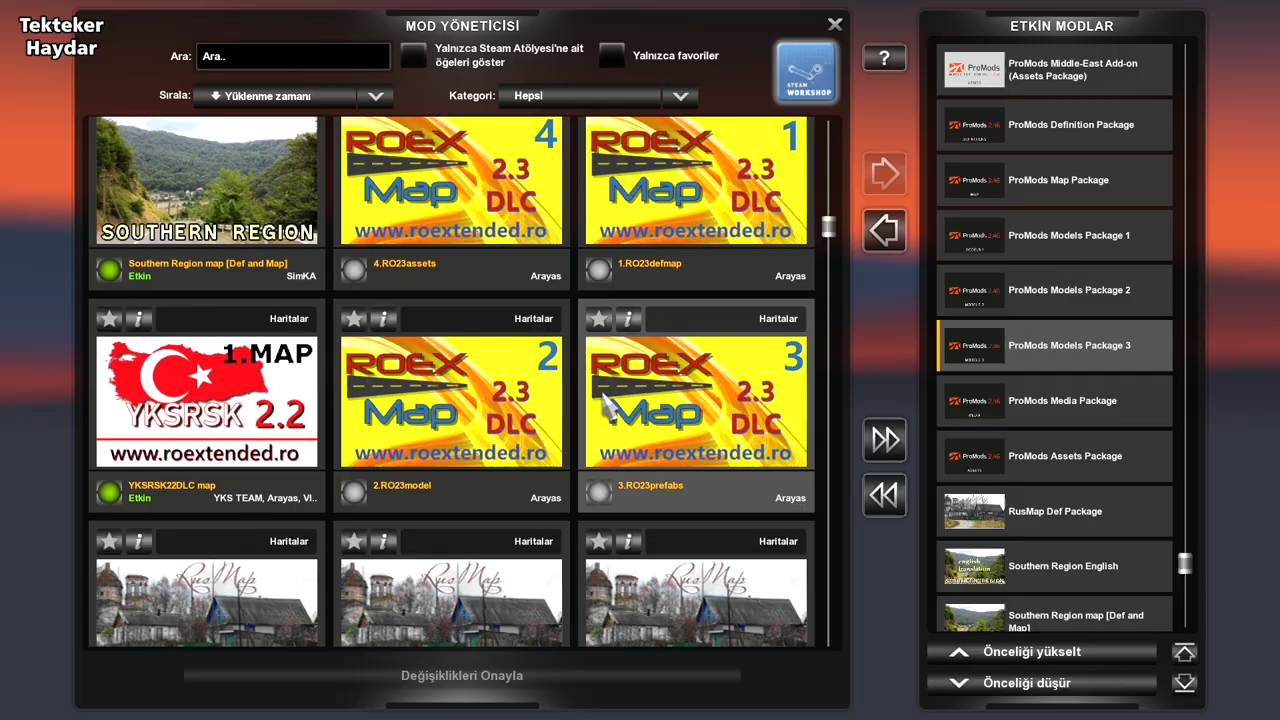 Tekteker
Haydar
MOD YÖNETİCİSİ
Ara:
Ara..
Yalnızca Steam Atölyesi'ne ait
öğeleri göster
Yalnızca favoriler
STEAM
WORKSHOP
Sırala:
Yüklenme zamanı
Kategori:
Hepsi
SOUTHERN REGION
Southern Region map [Def and Map]
Etkin
SimKA
ROEX
4
Map
2.3
DLC
www.roextended.ro
4.RO23assets
Arayas
ROEX
1
Map
2.3
DLC
www.roextended.ro
1.RO23defmap
Arayas
Haritalar
1.MAP
YKSRSK 2.2
www.roextended.ro
YKSRSK22DLC map
Etkin
YKS TEAM, Arayas, VI..
Haritalar
ROEX
2
Map
2.3
DLC
www.roextended.ro
2.RO23model
Arayas
Haritalar
ROEX
3
Map
2.3
DLC
www.roextended.ro
3.RO23prefabs
Arayas
Haritalar
RusMap
Haritalar
RusMap
Haritalar
RusMap
Değişiklikleri Onayla
?
ETKİN MODLAR
ProMods Middle-East Add-on
(Assets Package)
ProMods Definition Package
ProMods Map Package
ProMods Models Package 1
ProMods Models Package 2
ProMods Models Package 3
ProMods Media Package
ProMods Assets Package
RusMap Def Package
Southern Region English
Southern Region map [Def and
Map]
Önceliği yükselt
Önceliği düşür